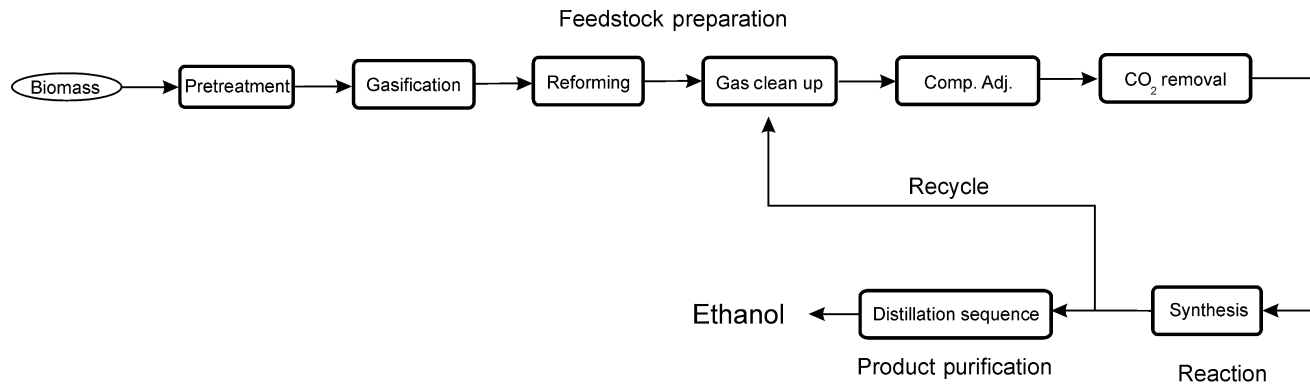 Feedstock preparation
Biomass
Pretreatment
Gasification
Reforming
Gas clean up
Comp. Adj.
CO₂ removal
Recycle
Ethanol
Distillation sequence
Synthesis
Product purification
Reaction